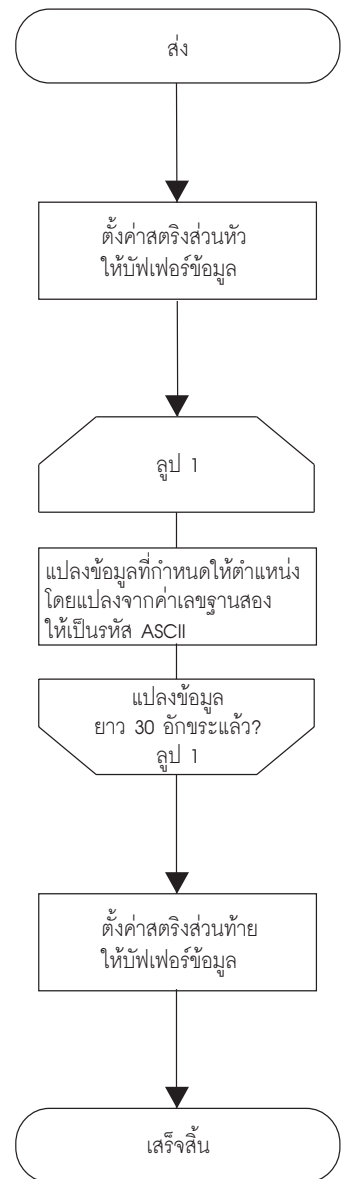 ส่ง
ตั้งค่าสตริงส่วนหัว
ให้บัฟเฟอร์ข้อมูล
ลูป 1
แปลงข้อมูลที่กำหนดให้ตำแหน่ง
โดยแปลงจากค่าเลขฐานสอง
ให้เป็นรหัส ASCII
แปลงข้อมูล
ยาว 30 อักขระแล้ว?
ลูป 1
ตั้งค่าสตริงส่วนท้าย
ให้บัฟเฟอร์ข้อมูล
เสร็จสิ้น